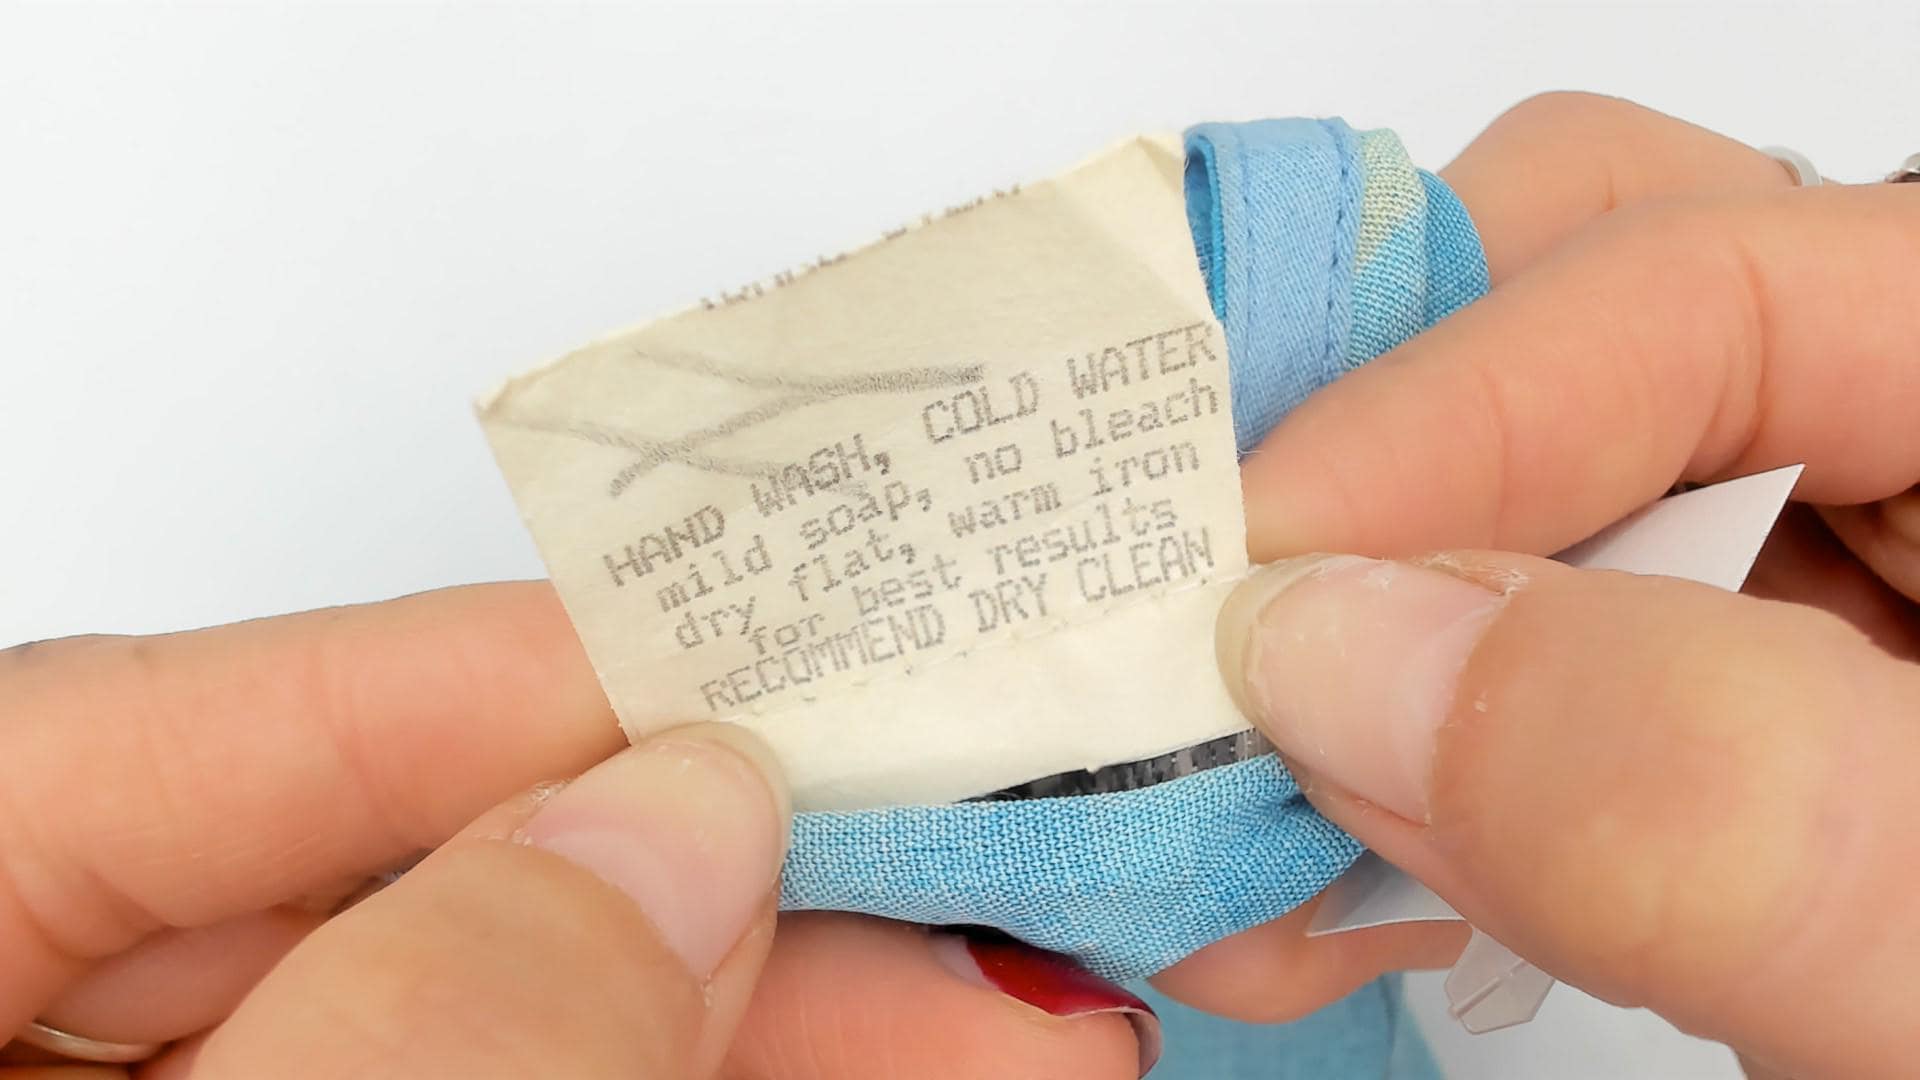 HAND WASH, COLD WATER
mild soap, no bleach
dry flat, warm iron
for best results
RECOMMEND DRY CLEAN